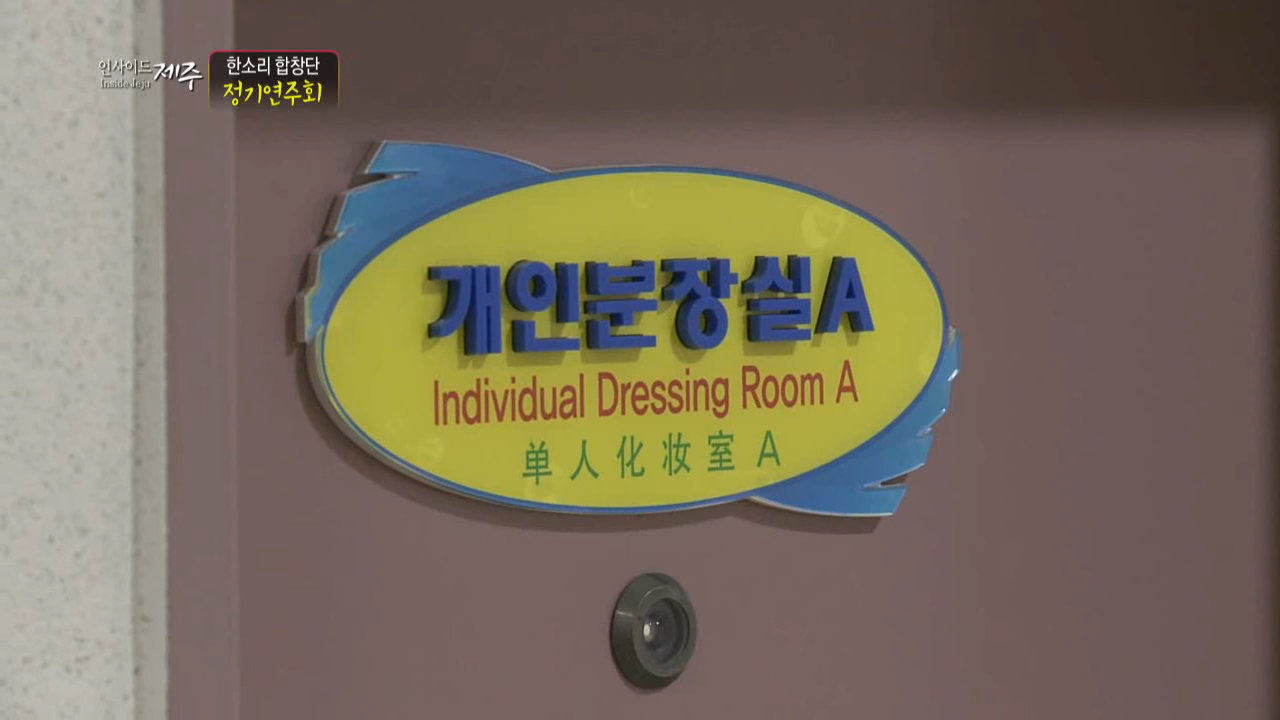 인사이드 제주
Inside Jeju
한소리 합창단
정기연주회
개인분장실A
Individual Dressing Room A
单人化妆室 A